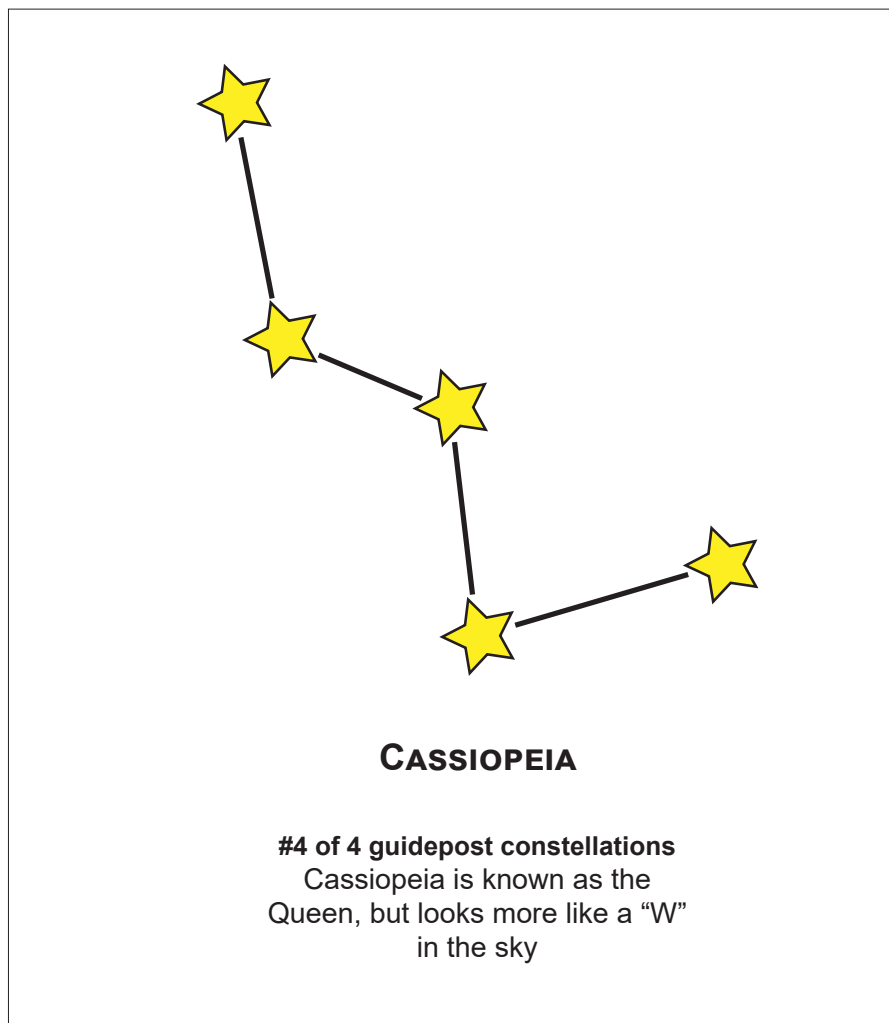 CASSIOPEIA
#4 of 4 guidepost constellations
Cassiopeia is known as the
Queen, but looks more like a “W”
in the sky